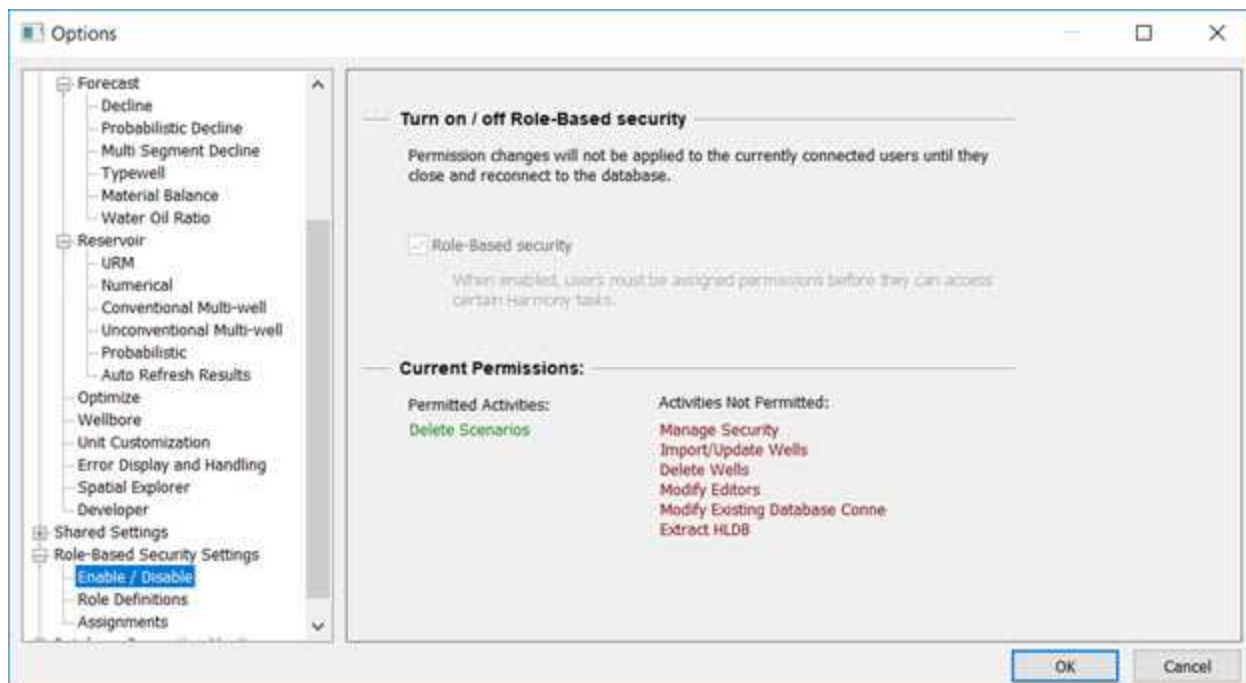 Options
Forecast
Decline
Probabilistic Decline
Multi Segment Decline
Typewell
Material Balance
Water Oil Ratio
Reservoir
URM
Numerical
Conventional Multi-well
Unconventional Multi-well
Probabilistic
Auto Refresh Results
Optimize
Wellbore
Unit Customization
Error Display and Handling
Spatial Explorer
Developer
Shared Settings
Role-Based Security Settings
Enable / Disable
Role Definitions
Assignments
Turn on / off Role-Based security
Permission changes will not be applied to the currently connected users until they
close and reconnect to the database.
Role-Based security
When enabled, users must be assigned permissions before they can access
certain Harmony tasks.
Current Permissions:
Permitted Activities:
Delete Scenarios
Activities Not Permitted:
Manage Security
Import/Update Wells
Delete Wells
Modify Editors
Modify Existing Database Conne
Extract HLDB
OK
Cancel